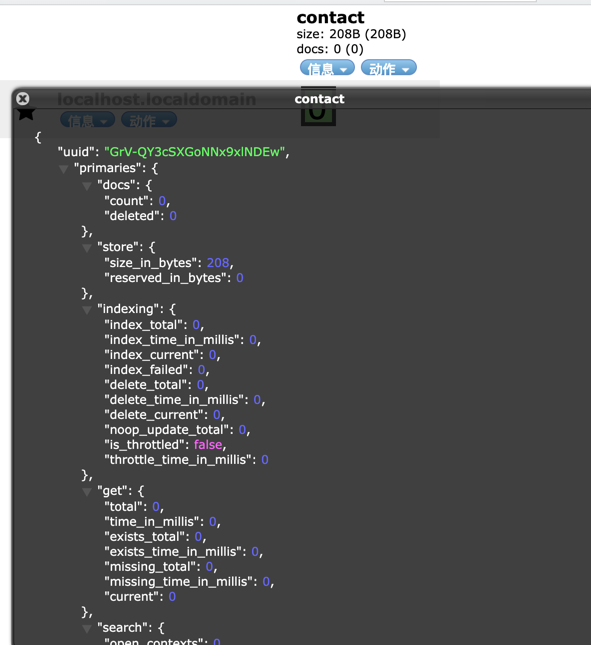 contact
size: 208B (208B)
docs: 0 (0)
信息 动作
localhost.localdomain
contact
信息 动作
0
{
"uuid": "GrV-QY3cSXGoNNx9xlNDEw",
"primaries": {
"docs": {
"count": 0,
"deleted": 0
},
"store": {
"size_in_bytes": 208,
"reserved_in_bytes": 0
},
"indexing": {
"index_total": 0,
"index_time_in_millis": 0,
"index_current": 0,
"index_failed": 0,
"delete_total": 0,
"delete_time_in_millis": 0,
"delete_current": 0,
"noop_update_total": 0,
"is_throttled": false,
"throttle_time_in_millis": 0
},
"get": {
"total": 0,
"time_in_millis": 0,
"exists_total": 0,
"exists_time_in_millis": 0,
"missing_total": 0,
"missing_time_in_millis": 0,
"current": 0
},
"search": {
"open_contexts": 0,